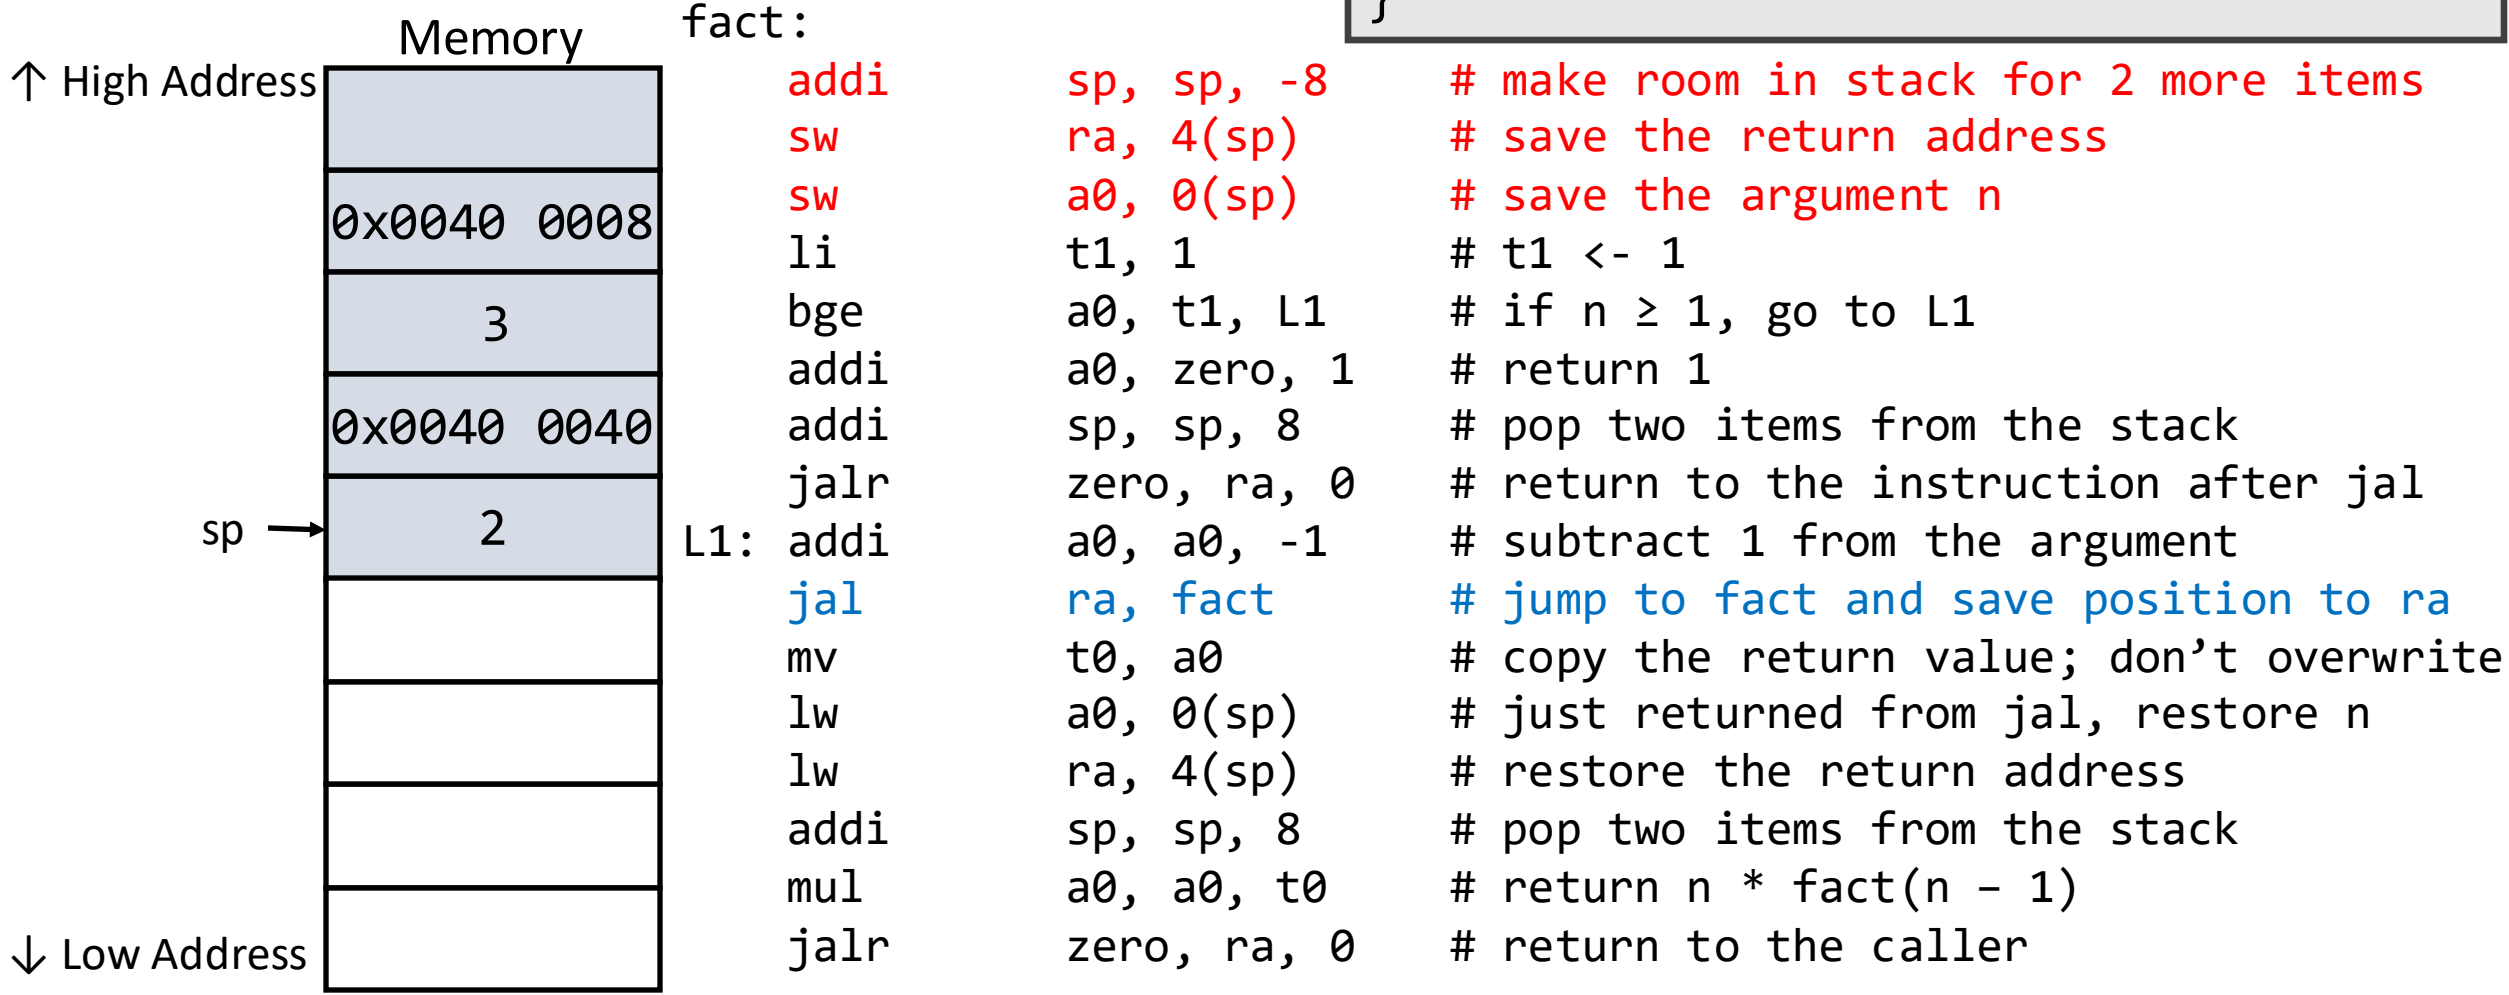 }
fact:
Memory
↑ High Address
0x0040 0008
3
0x0040 0040
sp → 2
↓ Low Address
addi sp, sp, -8 # make room in stack for 2 more items
sw ra, 4(sp) # save the return address
sw a0, 0(sp) # save the argument n
li t1, 1 # t1 <- 1
bge a0, t1, L1 # if n ≥ 1, go to L1
addi a0, zero, 1 # return 1
addi sp, sp, 8 # pop two items from the stack
jalr zero, ra, 0 # return to the instruction after jal
L1: addi a0, a0, -1 # subtract 1 from the argument
jal ra, fact # jump to fact and save position to ra
mv t0, a0 # copy the return value; don’t overwrite
lw a0, 0(sp) # just returned from jal, restore n
lw ra, 4(sp) # restore the return address
addi sp, sp, 8 # pop two items from the stack
mul a0, a0, t0 # return n * fact(n – 1)
jalr zero, ra, 0 # return to the caller